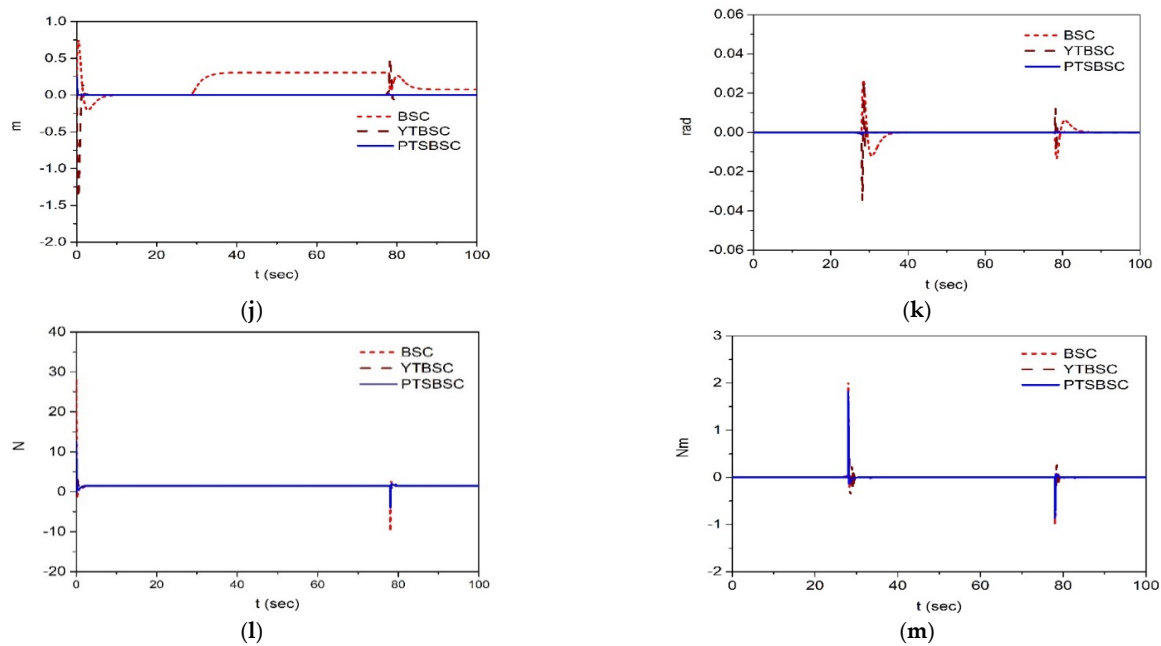 1.0
0.5
0.0
-0.5
-1.0
-1.5
-2.0
m
BSC
YTBSC
PTSBSC
0 20 40 60 80 100
t (sec)
(j)
0.06
0.04
0.02
0.00
-0.02
-0.04
-0.06
rad
BSC
YTBSC
PTSBSC
0 20 40 60 80 100
t (sec)
(k)
40
30
20
10
0
-10
-20
N
BSC
YTBSC
PTSBSC
0 20 40 60 80 100
t (sec)
(l)
3
2
1
0
-1
-2
Nm
BSC
YTBSC
PTSBSC
0 20 40 60 80 100
t (sec)
(m)